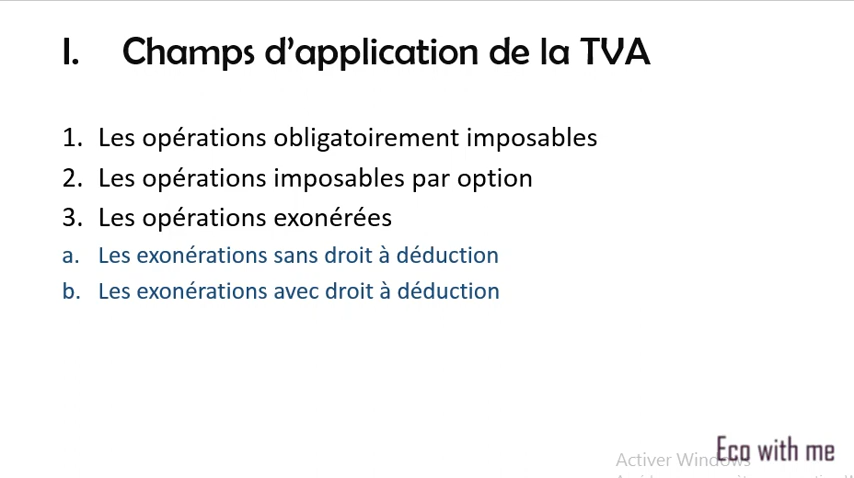 I. Champs d’application de la TVA
1. Les opérations obligatoirement imposables
2. Les opérations imposables par option
3. Les opérations exonérées
a. Les exonérations sans droit à déduction
b. Les exonérations avec droit à déduction
Eco with me
Activer Windows